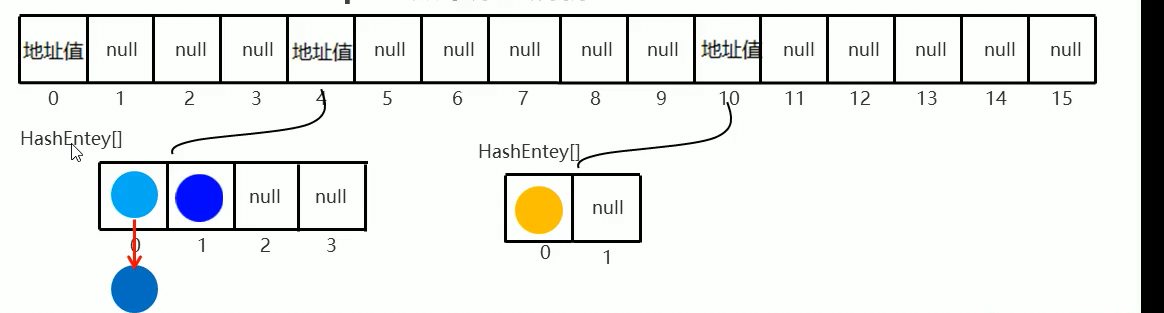 地址值 null null null 地址值 null null null null null 地址值 null null null null null
0 1 2 3 4 5 6 7 8 9 10 11 12 13 14 15
HashEntey[]
HashEntey[]
null null
null
0 1 2 3
0 1